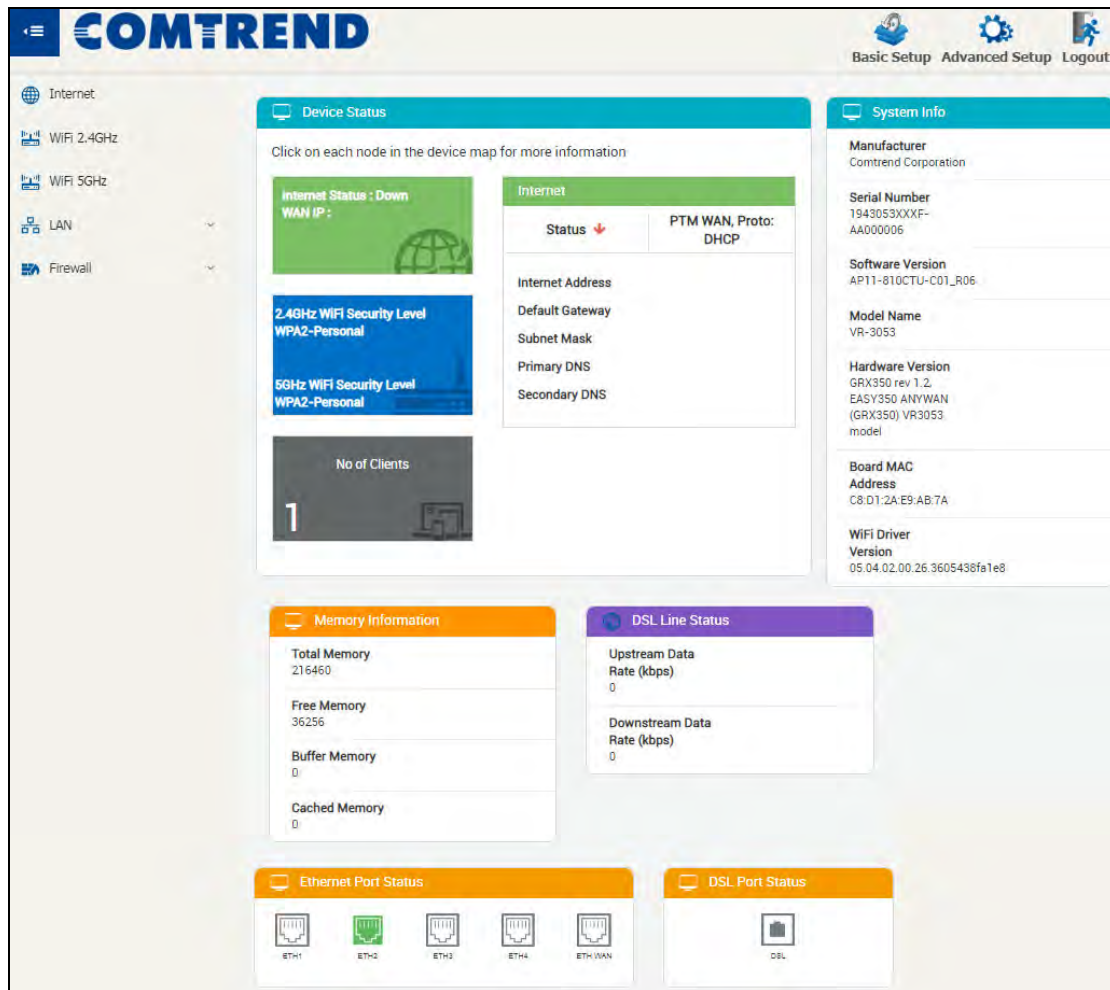 COMTREND
Basic Setup Advanced Setup Logout
Internet
WiFi 2.4GHz
WiFi 5GHz
LAN
Firewall
Device Status
Click on each node in the device map for more information
Internet Status : Down
WAN IP :
2.4GHz WiFi Security Level
WPA2-Personal
5GHz WiFi Security Level
WPA2-Personal
No of Clients
1
Internet
Status
PTM WAN, Proto:
DHCP
Internet Address
Default Gateway
Subnet Mask
Primary DNS
Secondary DNS
System Info
Manufacturer
Comtrend Corporation
Serial Number
1943053XXXF-
AA000006
Software Version
AP11-810CTU-C01_R06
Model Name
VR-3053
Hardware Version
GRX350 rev 1.2.
EASY350 ANYWAN
(GRX350) VR3053
model
Board MAC
Address
C8:D1:2A:E9:AB:7A
WiFi Driver
Version
05.04.02.00.26.3605438fa1e8
Memory Information
Total Memory
216460
Free Memory
36256
Buffer Memory
0
Cached Memory
0
DSL Line Status
Upstream Data
Rate (kbps)
0
Downstream Data
Rate (kbps)
0
Ethernet Port Status
ETH1 ETH2 ETH3 ETH4 ETH WAN
DSL Port Status
DSL